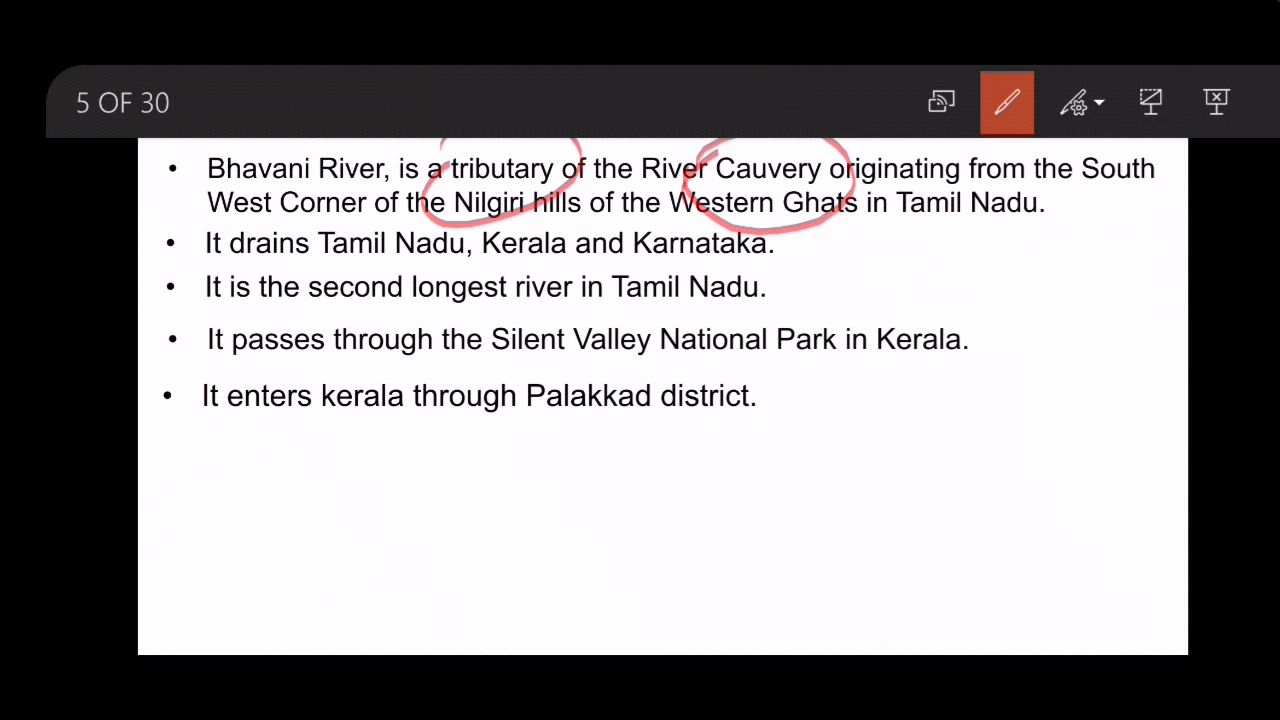 5 OF 30
• Bhavani River, is a tributary of the River Cauvery originating from the South
West Corner of the Nilgiri hills of the Western Ghats in Tamil Nadu.
• It drains Tamil Nadu, Kerala and Karnataka.
• It is the second longest river in Tamil Nadu.
• It passes through the Silent Valley National Park in Kerala.
• It enters kerala through Palakkad district.